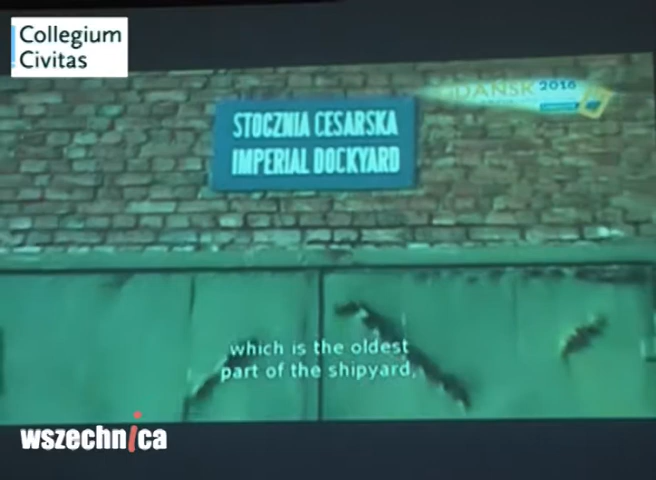 Collegium
Civitas
GDAŃSK 2016
STOCZNIA CESARSKA
IMPERIAL DOCKYARD
which is the oldest
part of the shipyard,
wszechnica